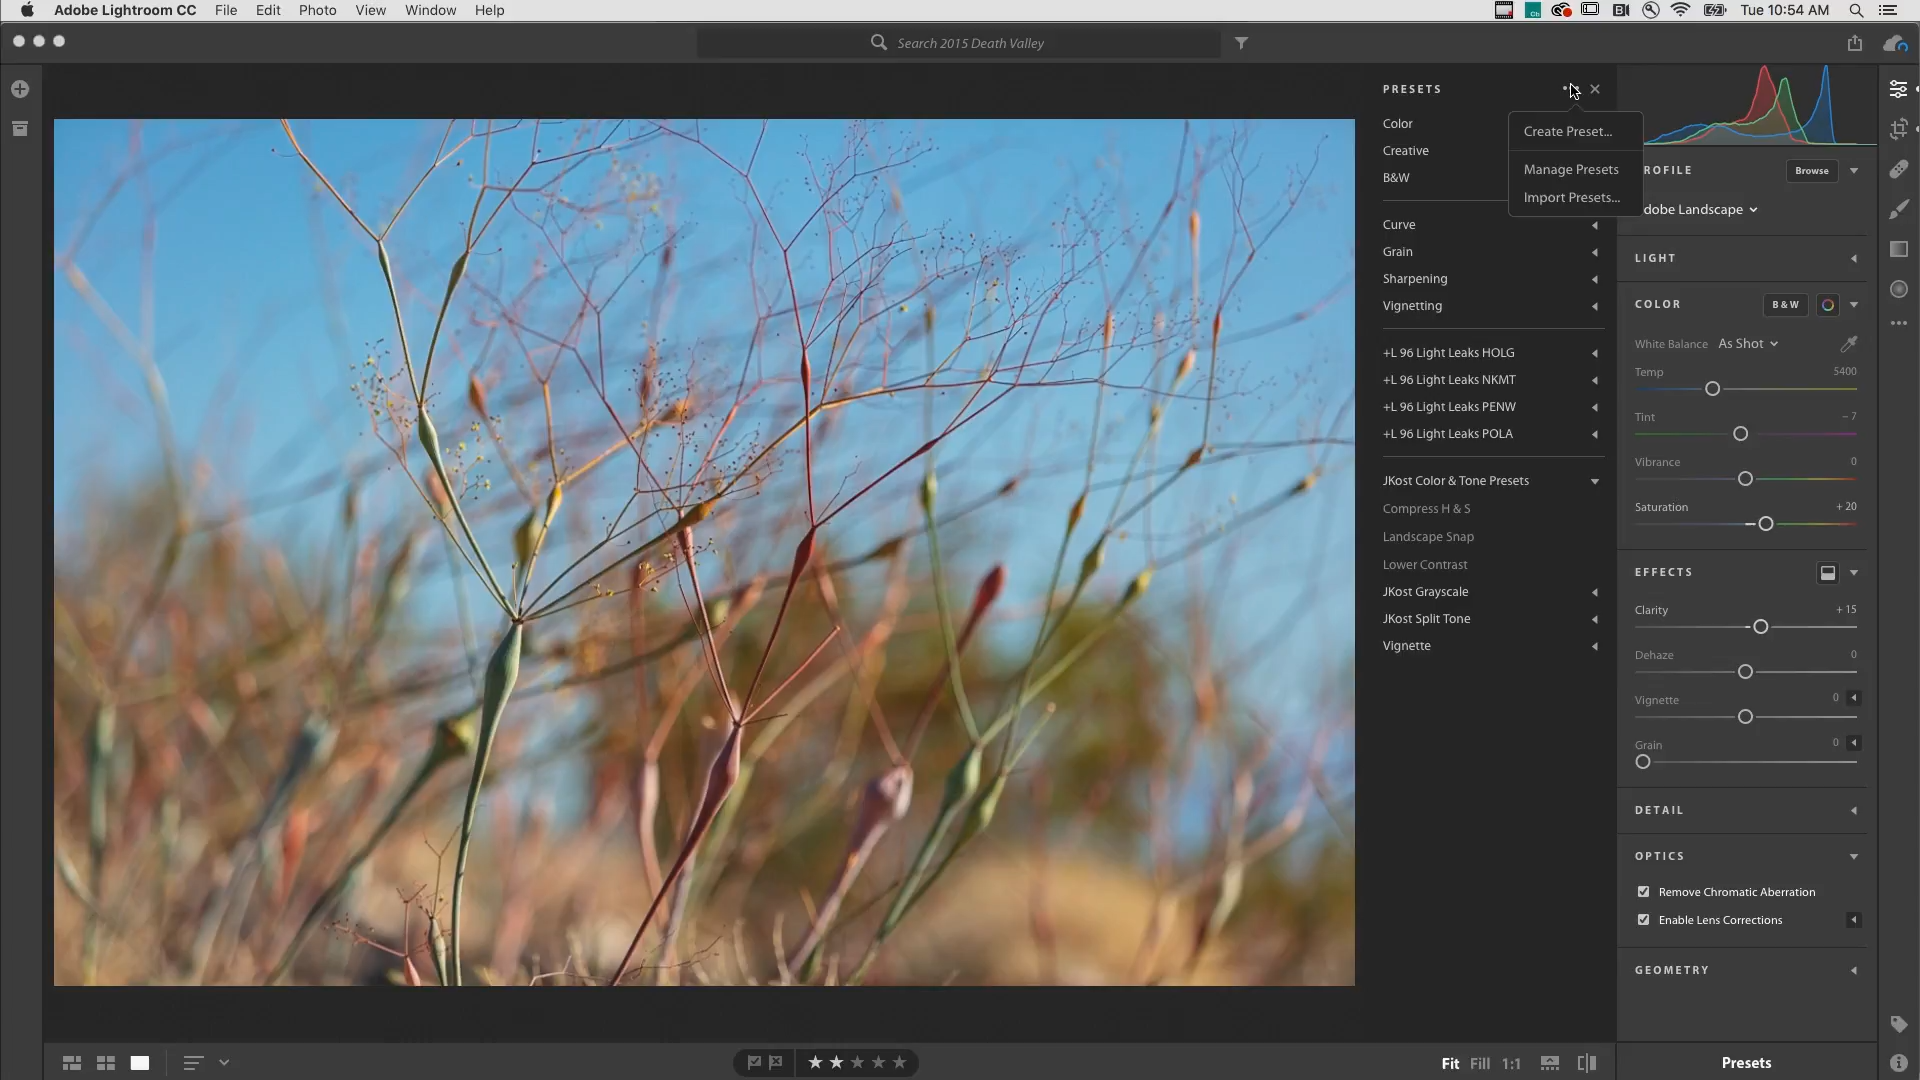 Adobe Lightroom CC File Edit Photo View Window Help
Tue 10:54 AM
Search 2015 Death Valley
PRESETS
Color
Creative
B&W
Create Preset...
Manage Presets
Import Presets...
Curve
Grain
Sharpening
Vignetting
+L 96 Light Leaks HOLG
+L 96 Light Leaks NKMT
+L 96 Light Leaks PENW
+L 96 Light Leaks POLA
JKost Color & Tone Presets
Compress H & S
Landscape Snap
Lower Contrast
JKost Grayscale
JKost Split Tone
Vignette
ROFILE Browse
dobe Landscape
LIGHT
COLOR B & W
White Balance As Shot
Temp 5400
Tint – 7
Vibrance 0
Saturation + 20
EFFECTS
Clarity + 15
Dehaze 0
Vignette 0
Grain 0
DETAIL
OPTICS
Remove Chromatic Aberration
Enable Lens Corrections
GEOMETRY
Fit Fill 1:1
Presets